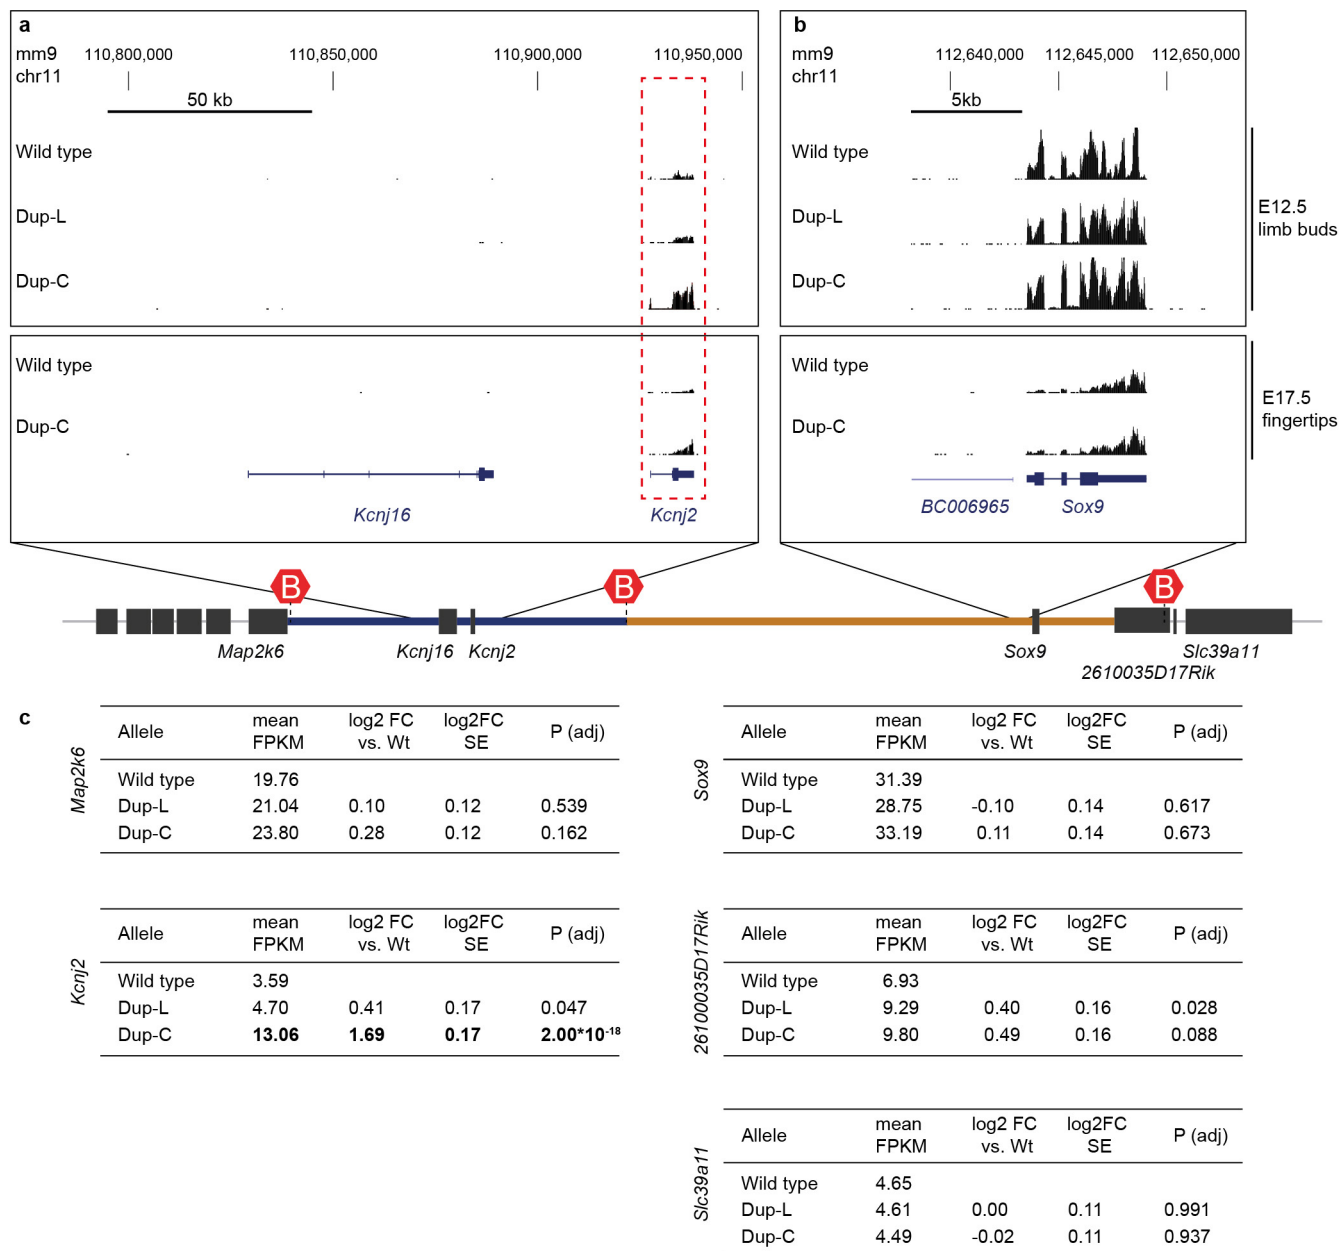 a
mm9
chr11
110,800,000 110,850,000 110,900,000 110,950,000
50 kb
Wild type
Dup-L
Dup-C
Wild type
Dup-C
Kcnj16 Kcnj2
b
mm9
chr11
112,640,000 112,645,000 112,650,000
5kb
Wild type
Dup-L
Dup-C
E12.5
limb buds
Wild type
Dup-C
E17.5
fingertips
BC006965 Sox9
B B B
Map2k6 Kcnj16 Kcnj2 Sox9 Slc39a11
2610035D17Rik
c
Map2k6
Allele mean FPKM log2 FC vs. Wt log2FC SE P (adj)
Wild type 19.76
Dup-L 21.04 0.10 0.12 0.539
Dup-C 23.80 0.28 0.12 0.162
Sox9
Allele mean FPKM log2 FC vs. Wt log2FC SE P (adj)
Wild type 31.39
Dup-L 28.75 -0.10 0.14 0.617
Dup-C 33.19 0.11 0.14 0.673
Kcnj2
Allele mean FPKM log2 FC vs. Wt log2FC SE P (adj)
Wild type 3.59
Dup-L 4.70 0.41 0.17 0.047
Dup-C 13.06 1.69 0.17 2.00*10-18
26100035D17Rik
Allele mean FPKM log2 FC vs. Wt log2FC SE P (adj)
Wild type 6.93
Dup-L 9.29 0.40 0.16 0.028
Dup-C 9.80 0.49 0.16 0.088
Slc39a11
Allele mean FPKM log2 FC vs. Wt log2FC SE P (adj)
Wild type 4.65
Dup-L 4.61 0.00 0.11 0.991
Dup-C 4.49 -0.02 0.11 0.937